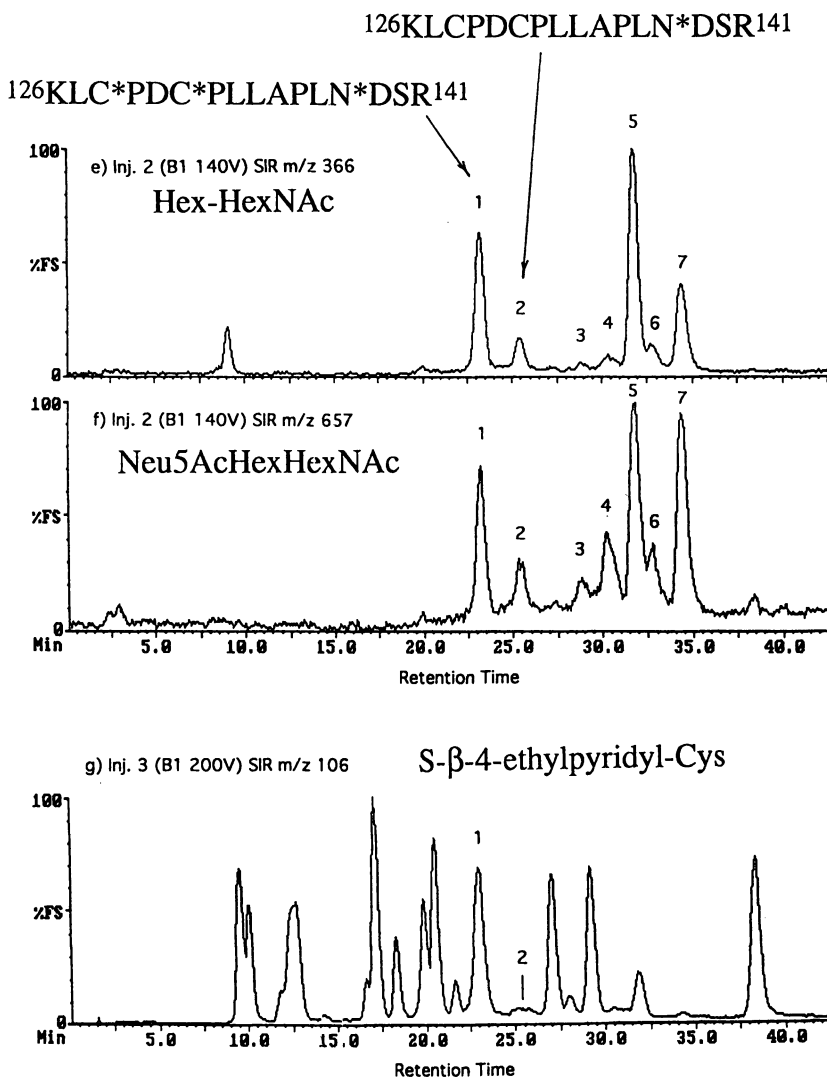 ¹²⁶KLCPDCPLLAPLN*DSR¹⁴¹
¹²⁶KLC*PDC*PLLAPLN*DSR¹⁴¹
100
e) Inj. 2 (B1 140V) SIR m/z 366
Hex-HexNAc
%FS
0
1
2
3
4
5
6
7
100
f) Inj. 2 (B1 140V) SIR m/z 657
Neu5AcHexHexNAc
%FS
0
1
2
3
4
5
6
7
Min 5.0 10.0 15.0 20.0 25.0 30.0 35.0 40.0
Retention Time
g) Inj. 3 (B1 200V) SIR m/z 106
S-β-4-ethylpyridyl-Cys
100
%FS
0
1
2
Min 5.0 10.0 15.0 20.0 25.0 30.0 35.0 40.0
Retention Time